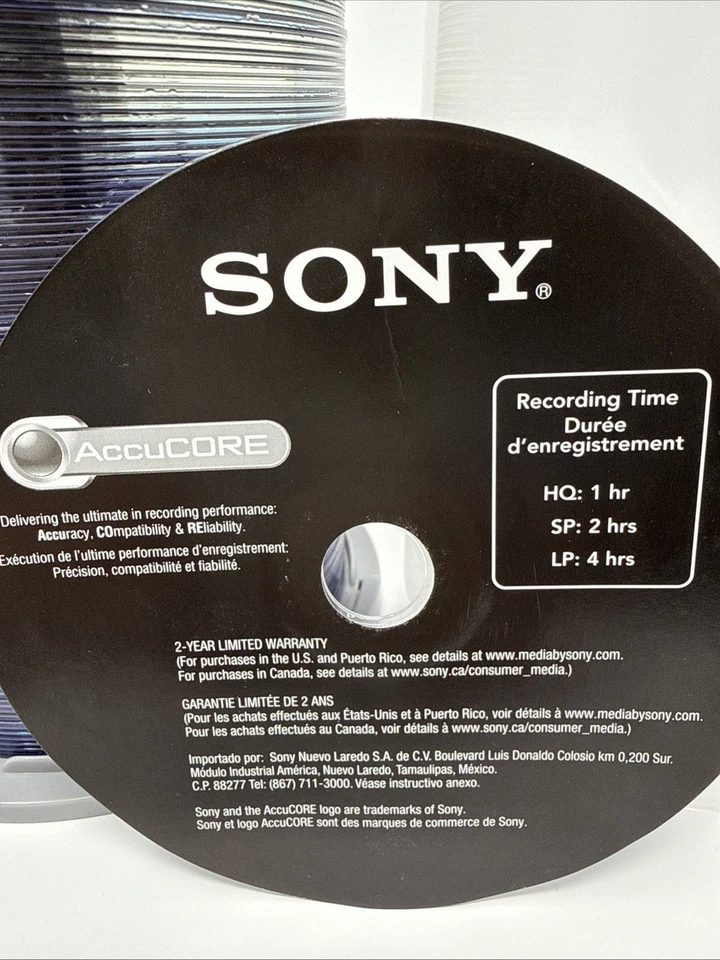 SONY®
AccuCORE
Delivering the ultimate in recording performance:
Accuracy, COmpatibility & REliability.
Exécution de l'ultime performance d'enregistrement:
Précision, compatibilité et fiabilité.
Recording Time
Durée
d'enregistrement
HQ: 1 hr
SP: 2 hrs
LP: 4 hrs
2-YEAR LIMITED WARRANTY
(For purchases in the U.S. and Puerto Rico, see details at www.mediabysony.com.
For purchases in Canada, see details at www.sony.ca/consumer_media.)
GARANTIE LIMITÉE DE 2 ANS
(Pour les achats effectués aux États-Unis et à Puerto Rico, voir détails à www.mediabysony.com.
Pour les achats effectués au Canada, voir détails à www.sony.ca/consumer_media.)
Importado por: Sony Nuevo Laredo S.A. de C.V. Boulevard Luis Donaldo Colosio km 0,200 Sur.
Módulo Industrial América, Nuevo Laredo, Tamaulipas, México.
C.P. 88277 Tel: (867) 711-3000. Véase instructivo anexo.
Sony and the AccuCORE logo are trademarks of Sony.
Sony et logo AccuCORE sont des marques de commerce de Sony.